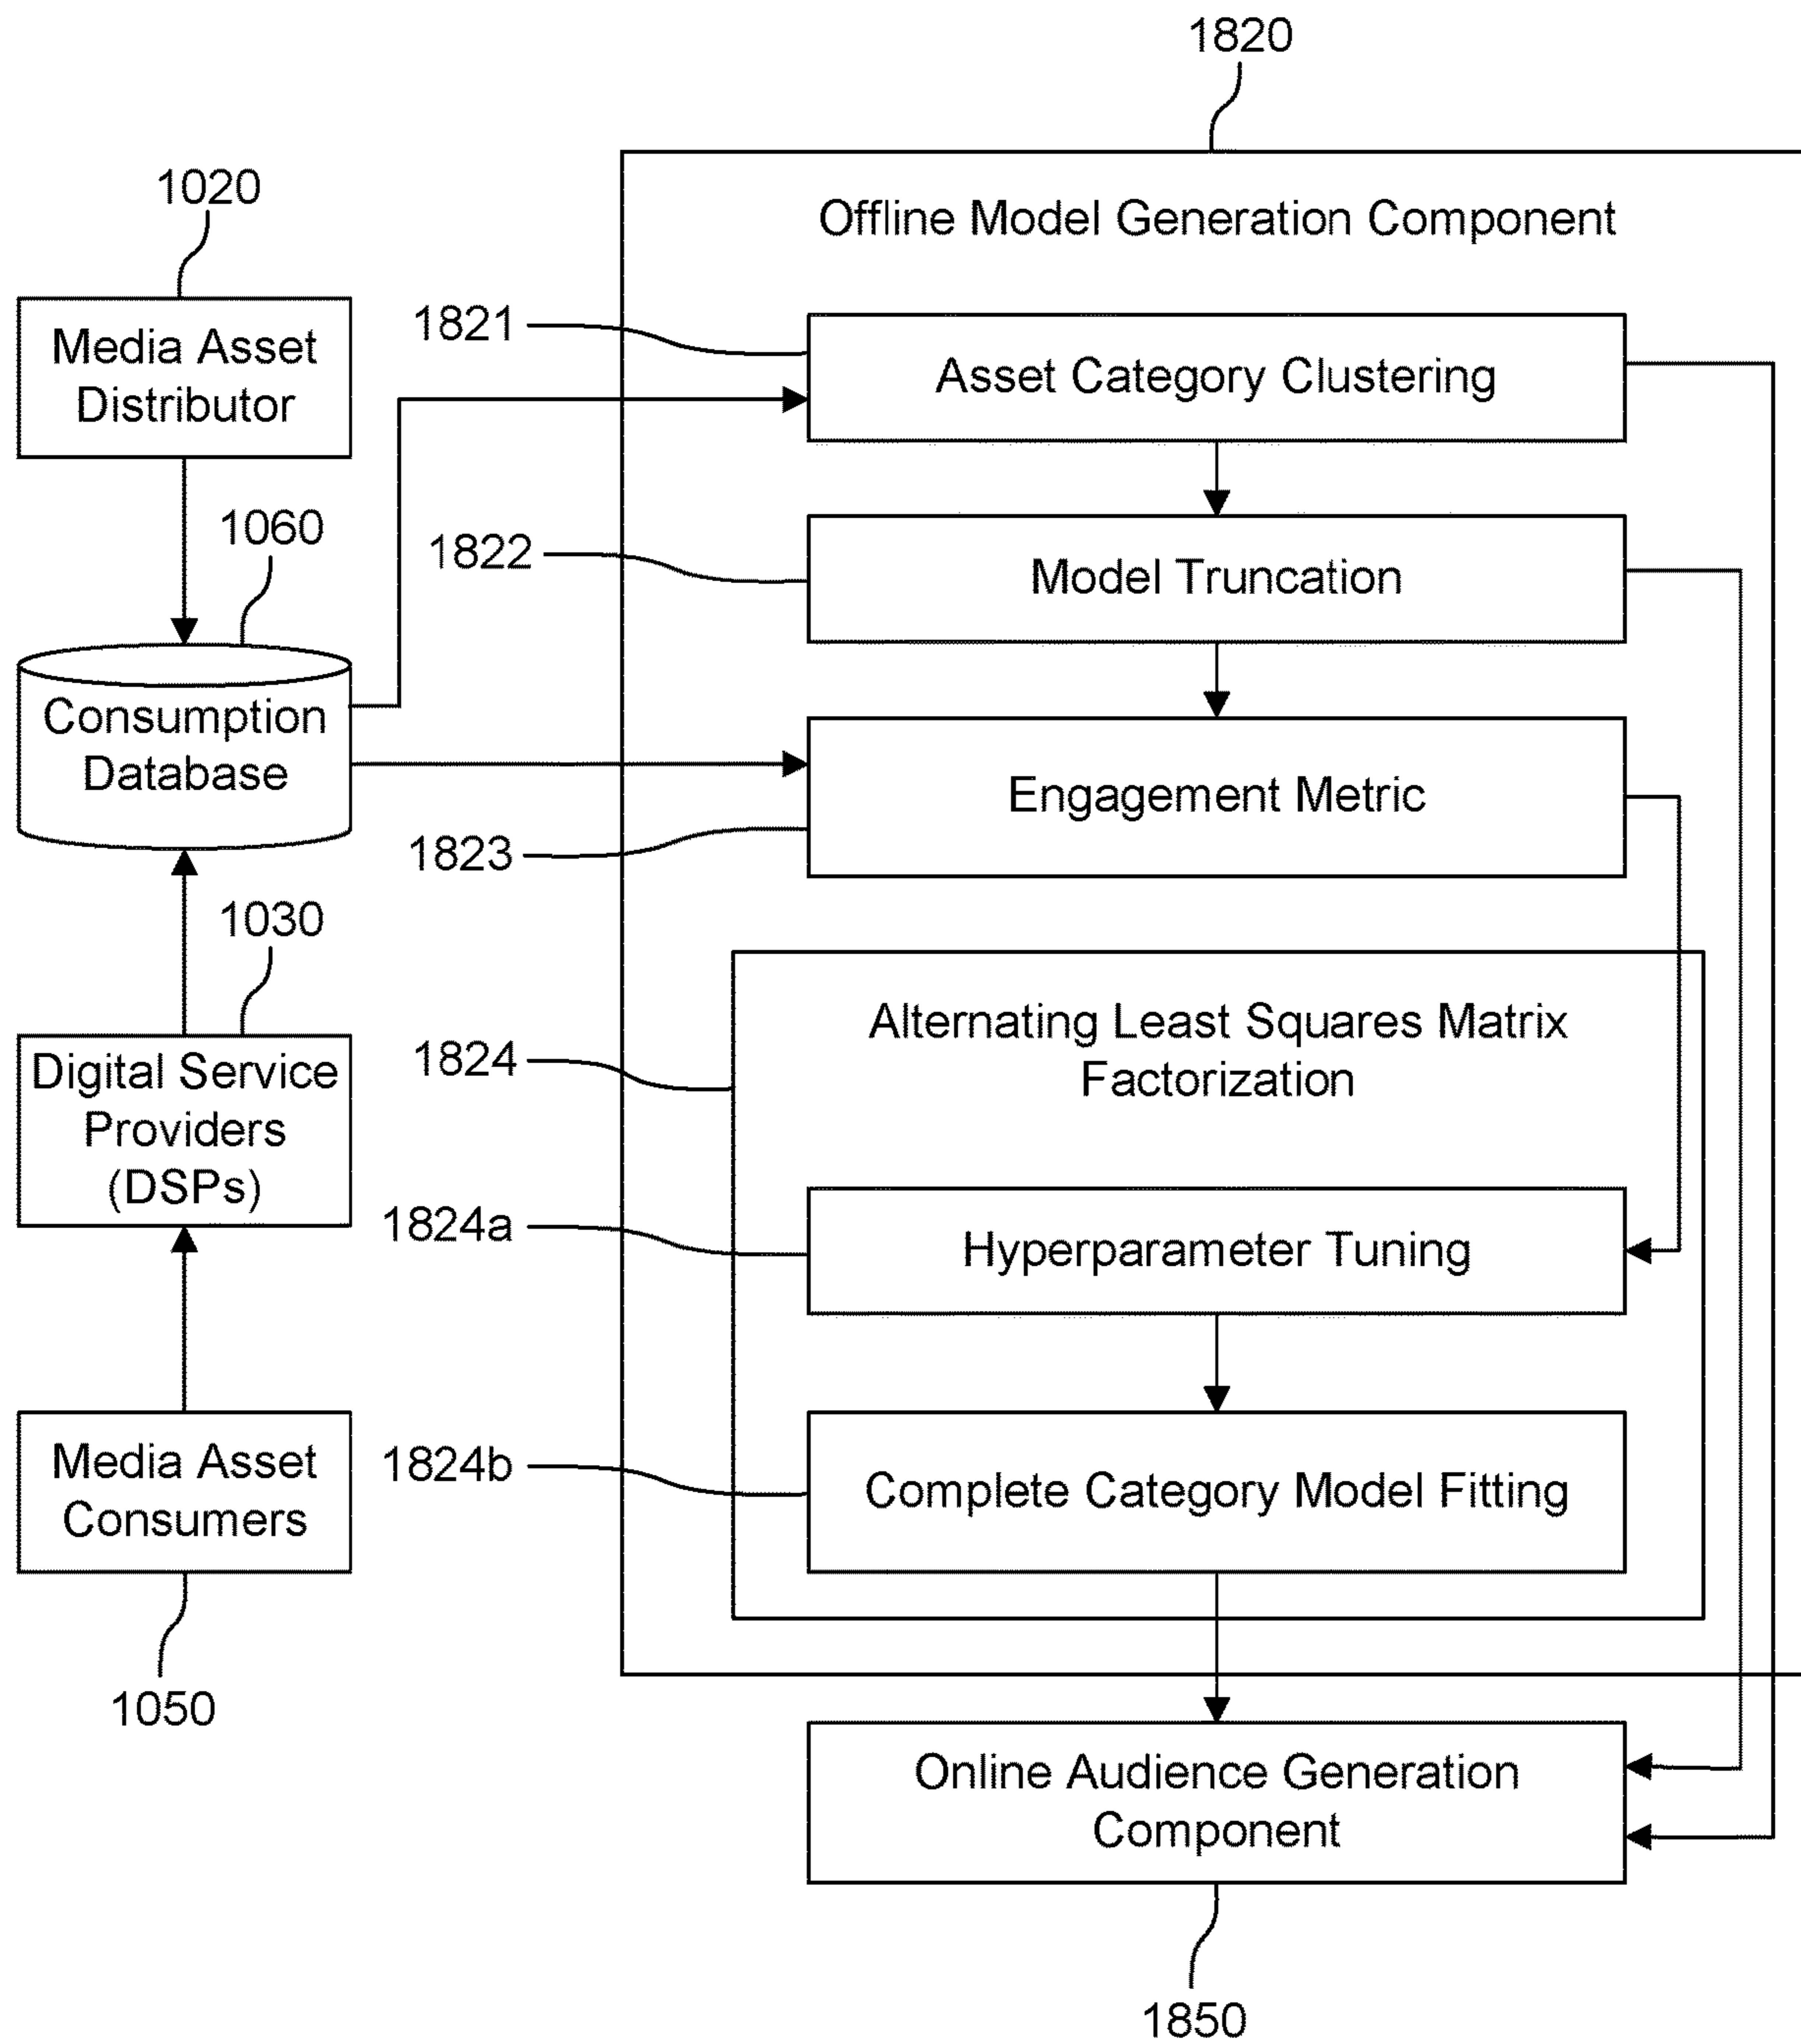 1820
1020
Offline Model Generation Component
1821
Media Asset
Distributor
Asset Category Clustering
1060
1822
Model Truncation
Consumption
Database
Engagement Metric
1823
1030
Alternating Least Squares Matrix
Factorization
1824
Digital Service
Providers
(DSPs)
1824a
Hyperparameter Tuning
Media Asset
Consumers
1824b
Complete Category Model Fitting
1050
Online Audience Generation
Component
1850